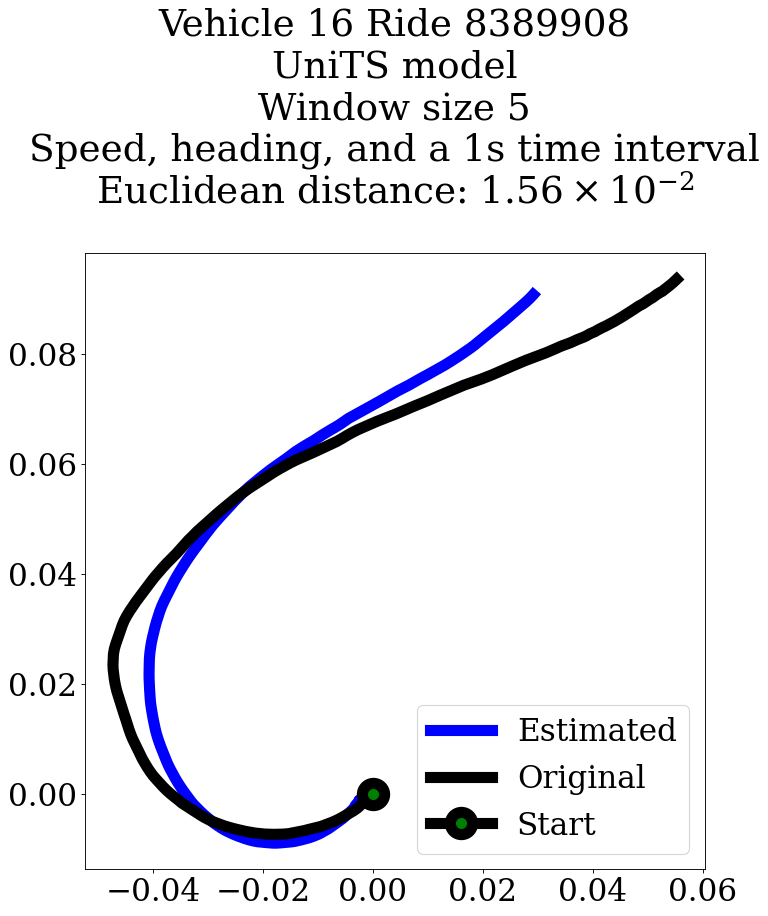 Vehicle 16 Ride 8389908
UniTS model
Window size 5
Speed, heading, and a 1s time interval
Euclidean distance: 1.56 × 10⁻²
0.08
0.06
0.04
0.02
0.00
Estimated
Original
Start
−0.04 −0.02 0.00 0.02 0.04 0.06